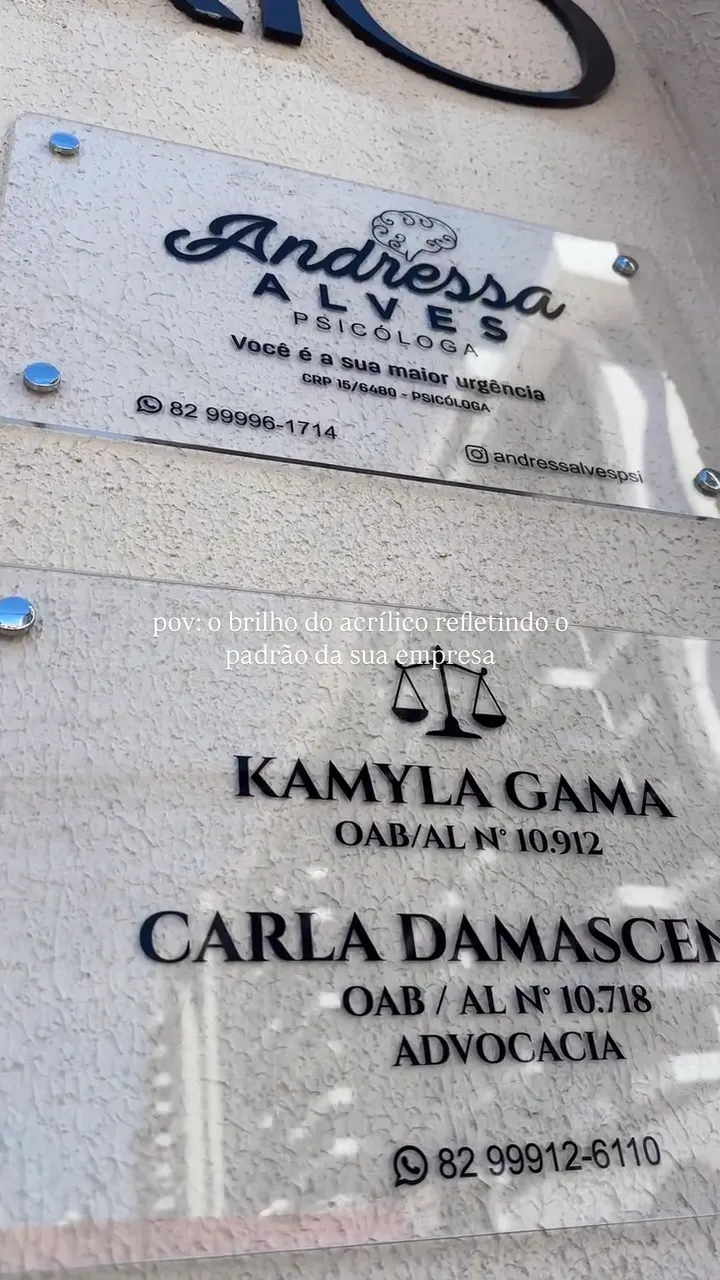 Andressa
ALVES
PSICÓLOGA
Você é a sua maior urgência
CRP 15/6480 - PSICÓLOGA
82 99996-1714
andressalvespsi
pov: o brilho do acrílico refletindo o
padrão da sua empresa
KAMYLA GAMA
OAB/AL N° 10.912
CARLA DAMASCEN
OAB / AL N° 10.718
ADVOCACIA
82 99912-6110